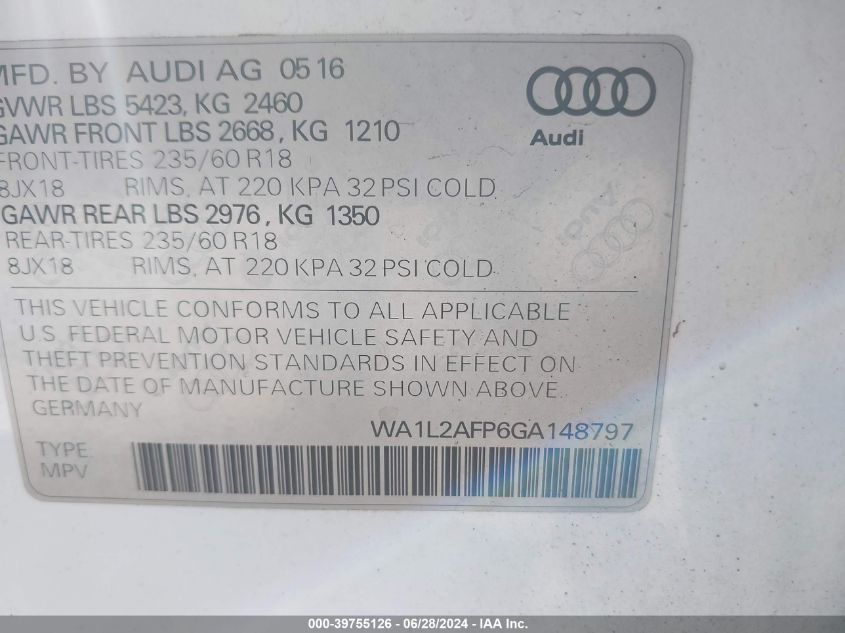 MFD. BY AUDI AG 0516
GVWR LBS 5423, KG 2460
GAWR FRONT LBS 2668, KG 1210
FRONT-TIRES 235/60 R18
8JX18 RIMS, AT 220 KPA 32 PSI COLD
GAWR REAR LBS 2976, KG 1350
REAR-TIRES 235/60 R18
8JX18 RIMS, AT 220 KPA 32 PSI COLD
Audi
Audi
THIS VEHICLE CONFORMS TO ALL APPLICABLE
U.S. FEDERAL MOTOR VEHICLE SAFETY AND
THEFT PREVENTION STANDARDS IN EFFECT ON
THE DATE OF MANUFACTURE SHOWN ABOVE.
GERMANY
WA1L2AFP6GA148797
TYPE:
MPV
000-39755126 - 06/28/2024 - IAA Inc.